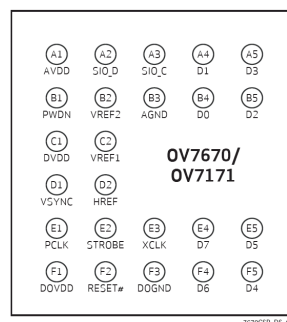 A1 A2 A3 A4 A5
AVDD SIO_D SIO_C D1 D3
B1 B2 B3 B4 B5
PWDN VREF2 AGND D0 D2
C1 C2
DVDD VREF1
OV7670/
OV7171
D1 D2
VSYNC HREF
E1 E2 E3 E4 E5
PCLK STROBE XCLK D7 D5
F1 F2 F3 F4 F5
DOVDD RESET# DOGND D6 D4